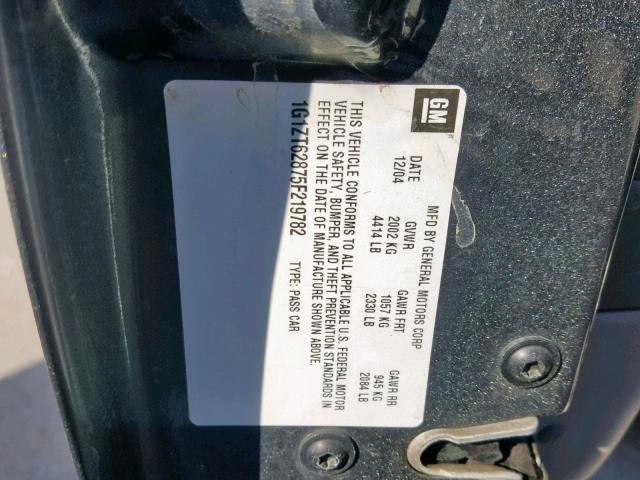 GM
MFD BY GENERAL MOTORS CORP
DATE GVWR GAWR FRT GAWR RR
12/04 2002 KG 1057 KG 945 KG
4414 LB 2330 LB 2084 LB
THIS VEHICLE CONFORMS TO ALL APPLICABLE U.S. FEDERAL MOTOR
VEHICLE SAFETY, BUMPER, AND THEFT PREVENTION STANDARDS IN
EFFECT ON THE DATE OF MANUFACTURE SHOWN ABOVE.
1G1ZT62875F219782 TYPE: PASS CAR